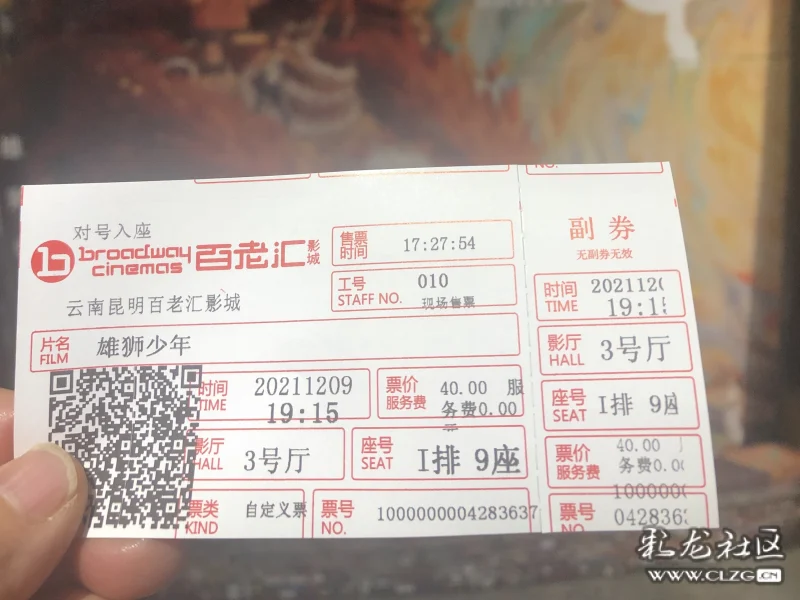 对号入座
broadway cinemas 百老汇影城
云南昆明百老汇影城
售票时间 17:27:54
工号 STAFF NO. 010 现场售票
片名 FILM 雄狮少年
时间 TIME 20211209 19:15
票价 服务费 40.00 服务费0.00
影厅 HALL 3号厅
座号 SEAT I排 9座
票类 KIND 自定义票
票号 NO. 1000000004283637
NO.
副券
无副券无效
时间 TIME 2021120 19:15
影厅 HALL 3号厅
座号 SEAT I排 9座
票价 服务费 40.00 务费0.0
票号 NO. 1000000 042836
彩龙社区
WWW.CLZG.CN